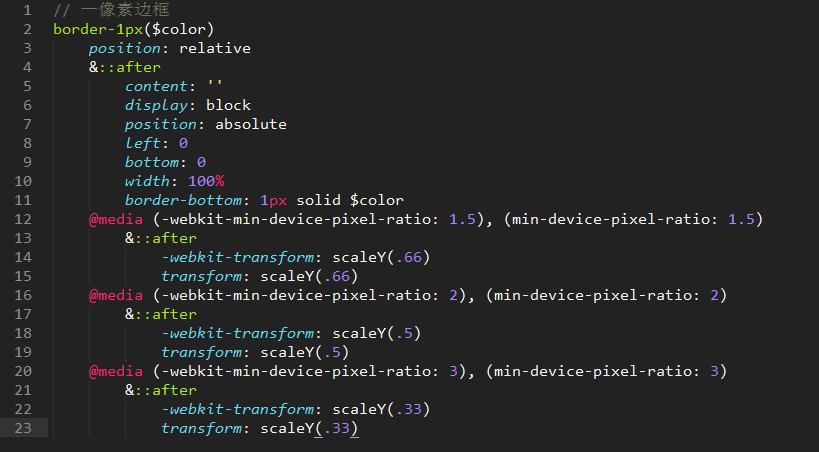 1 // 一像素边框
2 border-1px($color)
3 position: relative
4 &::after
5 content: ''
6 display: block
7 position: absolute
8 left: 0
9 bottom: 0
10 width: 100%
11 border-bottom: 1px solid $color
12 @media (-webkit-min-device-pixel-ratio: 1.5), (min-device-pixel-ratio: 1.5)
13 &::after
14 -webkit-transform: scaleY(.66)
15 transform: scaleY(.66)
16 @media (-webkit-min-device-pixel-ratio: 2), (min-device-pixel-ratio: 2)
17 &::after
18 -webkit-transform: scaleY(.5)
19 transform: scaleY(.5)
20 @media (-webkit-min-device-pixel-ratio: 3), (min-device-pixel-ratio: 3)
21 &::after
22 -webkit-transform: scaleY(.33)
23 transform: scaleY(.33)